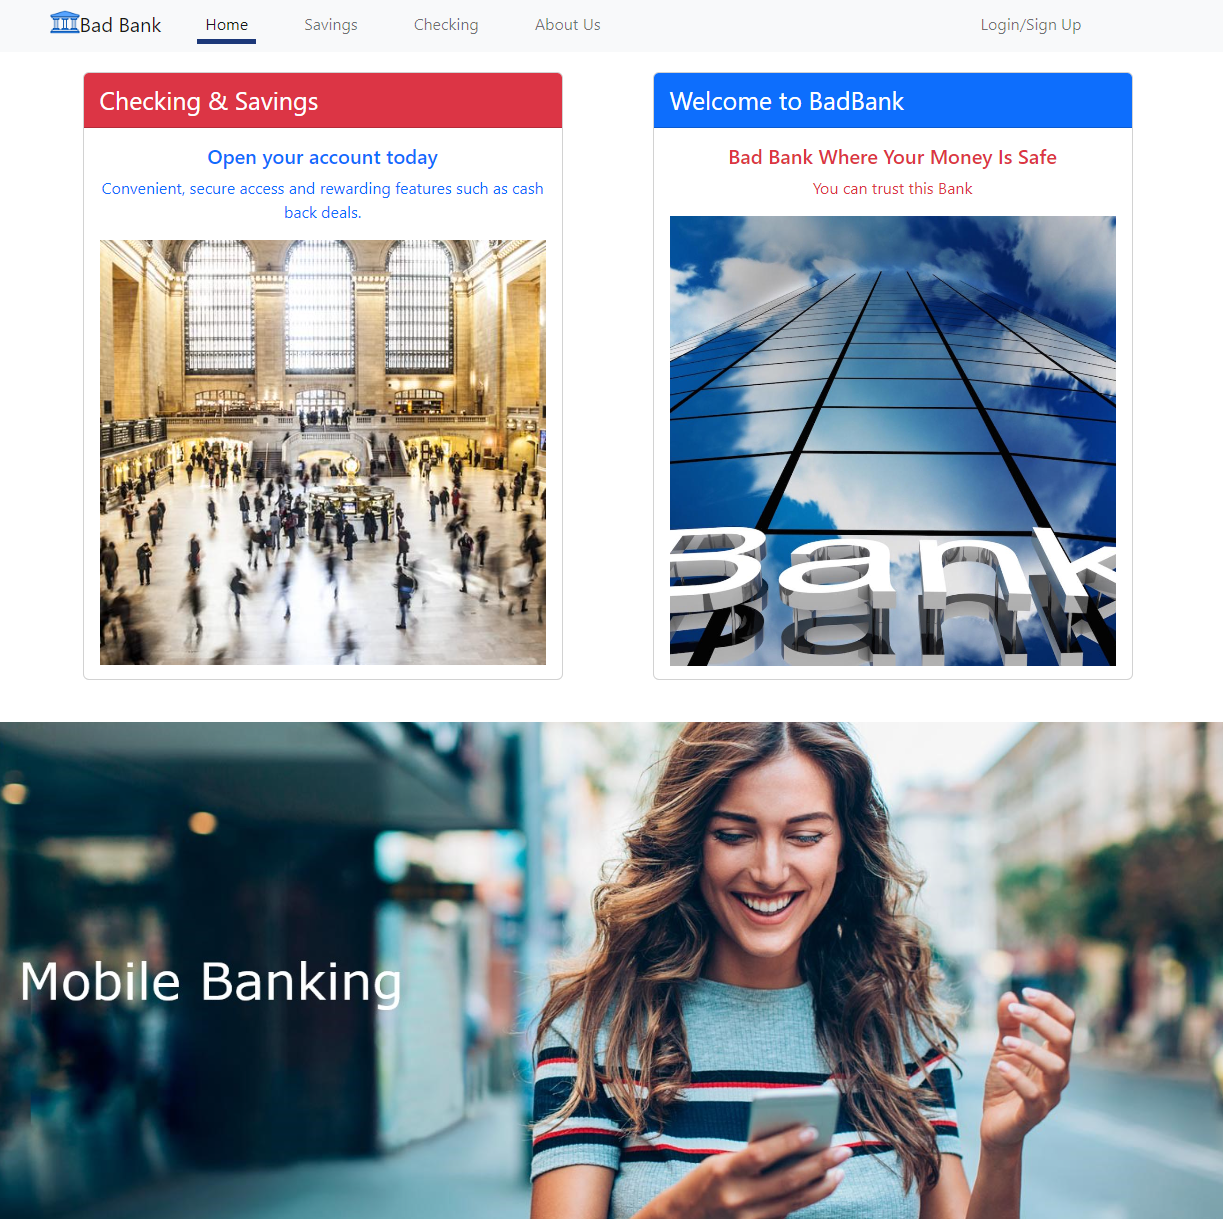 Bad Bank Home Savings Checking About Us Login/Sign Up
Checking & Savings
Open your account today
Convenient, secure access and rewarding features such as cash
back deals.
Welcome to BadBank
Bad Bank Where Your Money Is Safe
You can trust this Bank
Bank
Mobile Banking